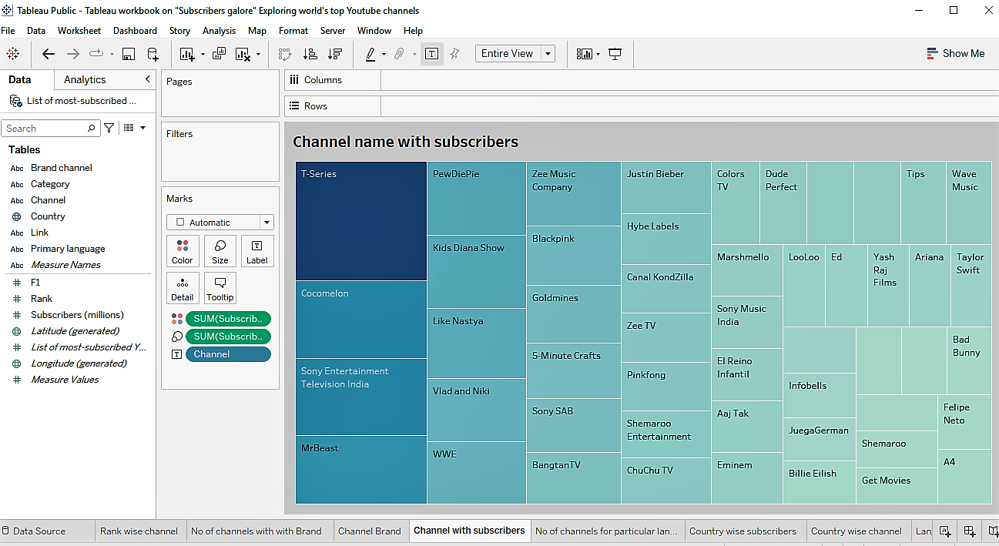 Tableau Public - Tableau workbook on "Subscribers galore" Exploring world's top Youtube channels
File Data Worksheet Dashboard Story Analysis Map Format Server Window Help
Entire View
Show Me
Data Analytics
List of most-subscribed ...
Search
Tables
Abc Brand channel
Abc Category
Abc Channel
Country
Abc Link
Abc Primary language
Abc Measure Names
# F1
# Rank
# Subscribers (millions)
Latitude (generated)
# List of most-subscribed Y...
Longitude (generated)
# Measure Values
Pages
Filters
Marks
Automatic
Color Size Label
Detail Tooltip
SUM(Subscrib..
SUM(Subscrib..
Channel
Columns
Rows
Channel name with subscribers
T-Series
Cocomelon
Sony Entertainment
Television India
MrBeast
PewDiePie
Kids Diana Show
Like Nastya
Vlad and Niki
WWE
Zee Music
Company
Blackpink
Goldmines
5-Minute Crafts
Sony SAB
BangtanTV
Justin Bieber
Hybe Labels
Canal KondZilla
Zee TV
Pinkfong
Shemaroo
Entertainment
ChuChu TV
Colors
TV
Dude
Perfect
Tips
Wave
Music
Marshmello
Sony Music
India
El Reino
Infantil
Aaj Tak
Eminem
LooLoo
Ed
Yash
Raj
Films
Ariana
Taylor
Swift
Infobells
JuegaGerman
Billie Eilish
Bad
Bunny
Shemaroo
Get Movies
Felipe
Neto
A4
Data Source
Rank wise channel
No of channels with with Brand
Channel Brand
Channel with subscribers
No of channels for particular lan...
Country wise subscribers
Country wise channel
Lan